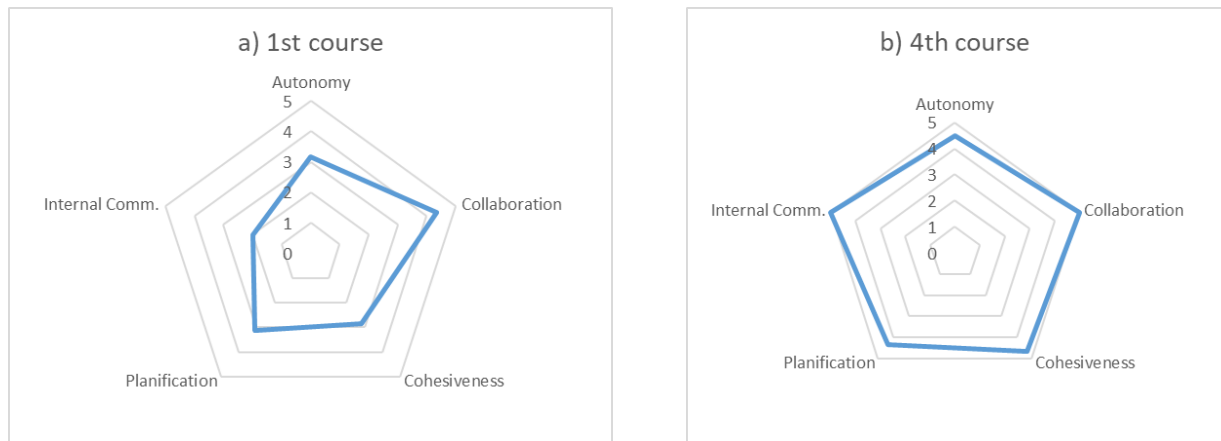 a) 1st course
Autonomy
5
4
3
2
1
0
Internal Comm.
Collaboration
Planification
Cohesiveness
b) 4th course
Autonomy
5
4
3
2
1
0
Internal Comm.
Collaboration
Planification
Cohesiveness